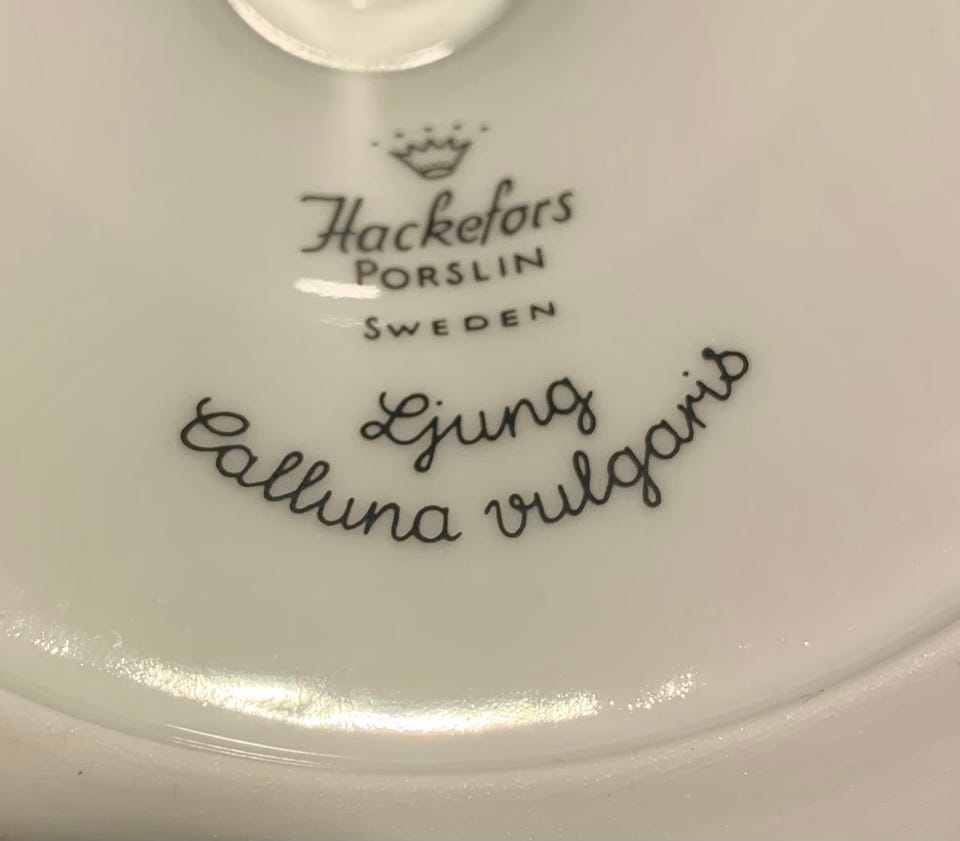 Hackefors
PORSLIN
SWEDEN
Ljung
Calluna vulgaris